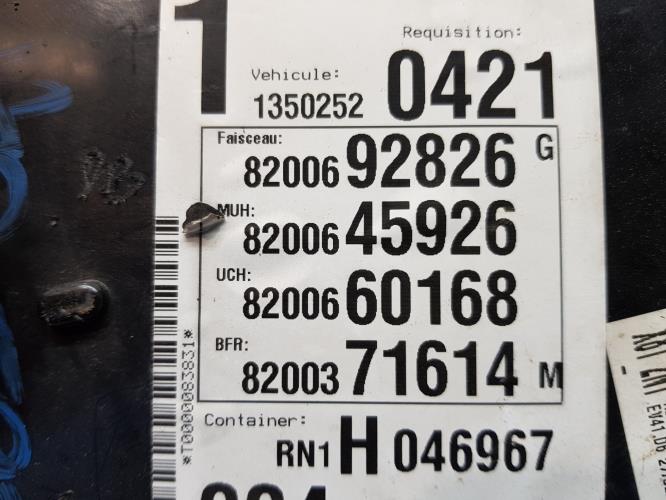 1
Requisition:
Vehicule:
1350252 0421
Faisceau:
82006 92826 G
MUH:
82006 45926
UCH:
82006 60168
BFR:
82003 71614 M
Container:
RN1 H 046967
*T0000083831*